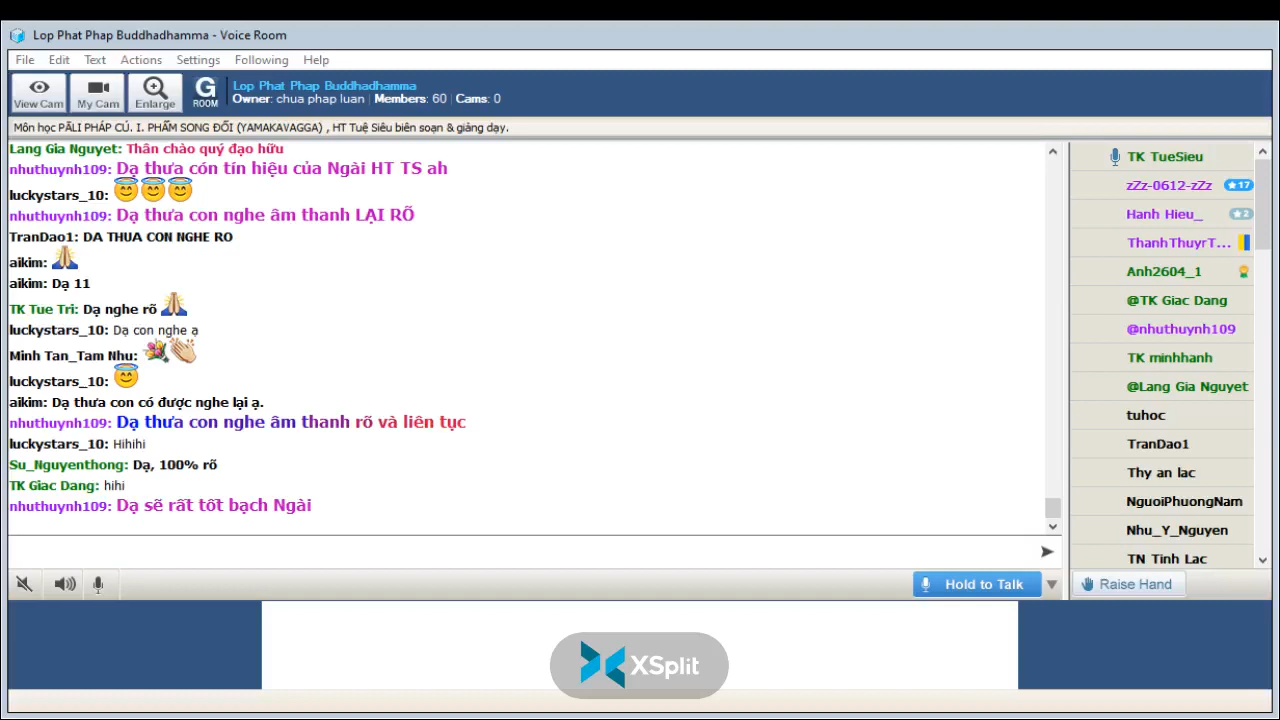 Lop Phat Phap Buddhadhamma - Voice Room
File Edit Text Actions Settings Following Help
View Cam My Cam Enlarge G ROOM
Lop Phat Phap Buddhadhamma
Owner: chua phap luan | Members: 60 | Cams: 0
Môn học PĀLI PHÁP CÚ. I. PHẨM SONG ĐỐI (YAMAKAVAGGA) , HT Tuệ Siêu biên soạn & giảng dạy.
Lang Gia Nguyet: Thân chào quý đạo hữu
nhuthuynh109: Dạ thưa cón tín hiệu của Ngài HT TS ah
luckystars_10:
nhuthuynh109: Dạ thưa con nghe âm thanh LẠI RÕ
TranDao1: DA THUA CON NGHE RO
aikim:
aikim: Dạ 11
TK Tue Tri: Dạ nghe rõ
luckystars_10: Dạ con nghe ạ
Minh Tan_Tam Nhu:
luckystars_10:
aikim: Dạ thưa con có được nghe lại ạ.
nhuthuynh109: Dạ thưa con nghe âm thanh rõ và liên tục
luckystars_10: Hihihi
Su_Nguyenthong: Dạ, 100% rõ
TK Giac Dang: hihi
nhuthuynh109: Dạ sẽ rất tốt bạch Ngài
TK TueSieu
zZz-0612-zZz 17
Hanh Hieu_ 2
ThanhThuyrT...
Anh2604_1
@TK Giac Dang
@nhuthuynh109
TK minhhanh
@Lang Gia Nguyet
tuhoc
TranDao1
Thy an lac
NguoiPhuongNam
Nhu_Y_Nguyen
TN Tinh Lac
Hold to Talk
Raise Hand
XSplit